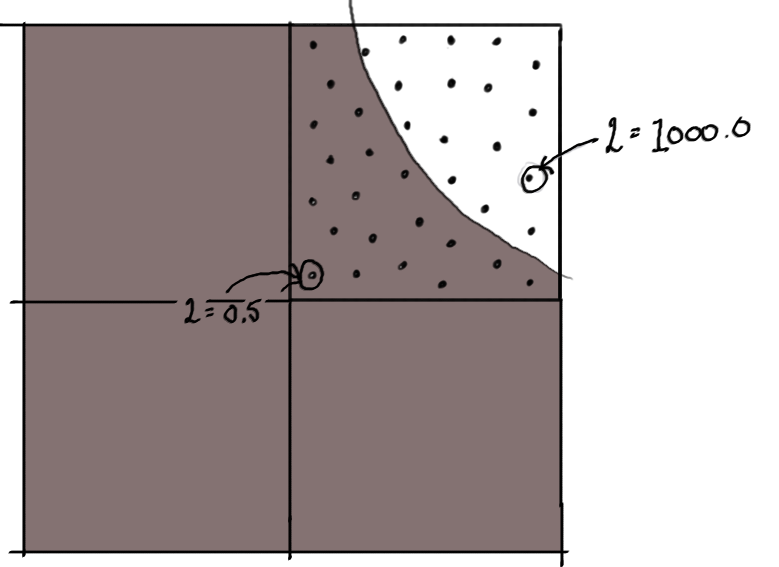 L = 1000.0
L = 0.5